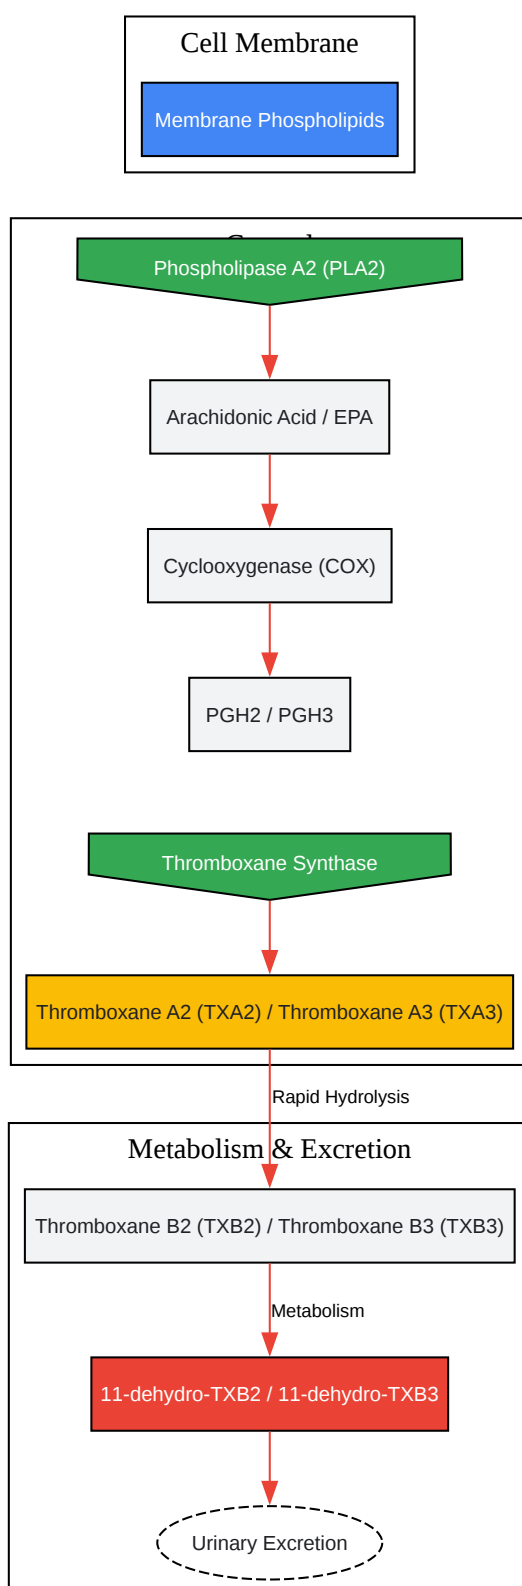 Cell Membrane
Membrane Phospholipids
Phospholipase A2 (PLA2)
Arachidonic Acid / EPA
Cyclooxygenase (COX)
PGH2 / PGH3
Thromboxane Synthase
Thromboxane A2 (TXA2) / Thromboxane A3 (TXA3)
Rapid Hydrolysis
Metabolism & Excretion
Thromboxane B2 (TXB2) / Thromboxane B3 (TXB3)
Metabolism
11-dehydro-TXB2 / 11-dehydro-TXB3
Urinary Excretion